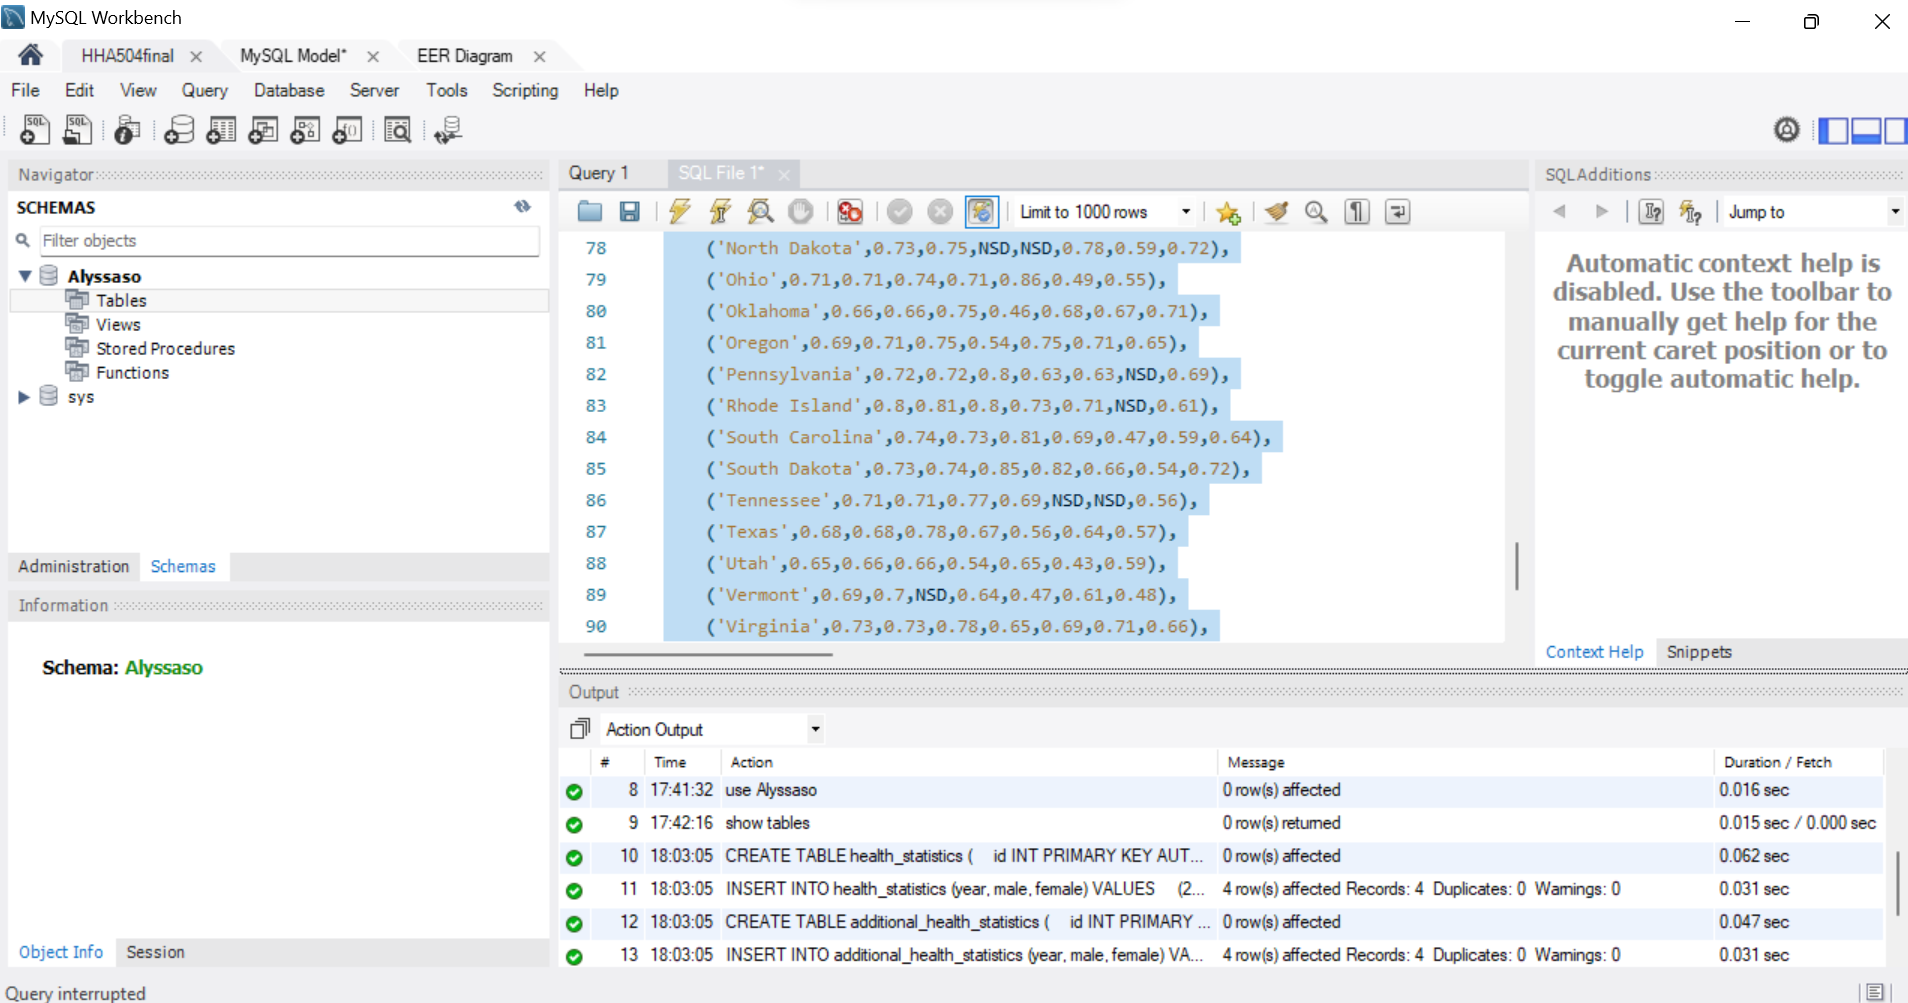 MySQL Workbench
HHA504final
MySQL Model*
EER Diagram
File Edit View Query Database Server Tools Scripting Help
Navigator
SCHEMAS
Filter objects
Alyssaso
Tables
Views
Stored Procedures
Functions
sys
Administration Schemas
Information
Schema: Alyssaso
Object Info Session
Query interrupted
Query 1
SQL File 1*
Limit to 1000 rows
78 ('North Dakota',0.73,0.75,NSD,NSD,0.78,0.59,0.72),
79 ('Ohio',0.71,0.71,0.74,0.71,0.86,0.49,0.55),
80 ('Oklahoma',0.66,0.66,0.75,0.46,0.68,0.67,0.71),
81 ('Oregon',0.69,0.71,0.75,0.54,0.75,0.71,0.65),
82 ('Pennsylvania',0.72,0.72,0.8,0.63,0.63,NSD,0.69),
83 ('Rhode Island',0.8,0.81,0.8,0.73,0.71,NSD,0.61),
84 ('South Carolina',0.74,0.73,0.81,0.69,0.47,0.59,0.64),
85 ('South Dakota',0.73,0.74,0.85,0.82,0.66,0.54,0.72),
86 ('Tennessee',0.71,0.71,0.77,0.69,NSD,NSD,0.56),
87 ('Texas',0.68,0.68,0.78,0.67,0.56,0.64,0.57),
88 ('Utah',0.65,0.66,0.66,0.54,0.65,0.43,0.59),
89 ('Vermont',0.69,0.7,NSD,0.64,0.47,0.61,0.48),
90 ('Virginia',0.73,0.73,0.78,0.65,0.69,0.71,0.66),
SQLAdditions
Jump to
Automatic context help is
disabled. Use the toolbar to
manually get help for the
current caret position or to
toggle automatic help.
Context Help Snippets
Output
Action Output
# Time Action Message Duration / Fetch
8 17:41:32 use Alyssaso 0 row(s) affected 0.016 sec
9 17:42:16 show tables 0 row(s) returned 0.015 sec / 0.000 sec
10 18:03:05 CREATE TABLE health_statistics ( id INT PRIMARY KEY AUT... 0 row(s) affected 0.062 sec
11 18:03:05 INSERT INTO health_statistics (year, male, female) VALUES (2... 4 row(s) affected Records: 4 Duplicates: 0 Warnings: 0 0.031 sec
12 18:03:05 CREATE TABLE additional_health_statistics ( id INT PRIMARY ... 0 row(s) affected 0.047 sec
13 18:03:05 INSERT INTO additional_health_statistics (year, male, female) VA... 4 row(s) affected Records: 4 Duplicates: 0 Warnings: 0 0.031 sec